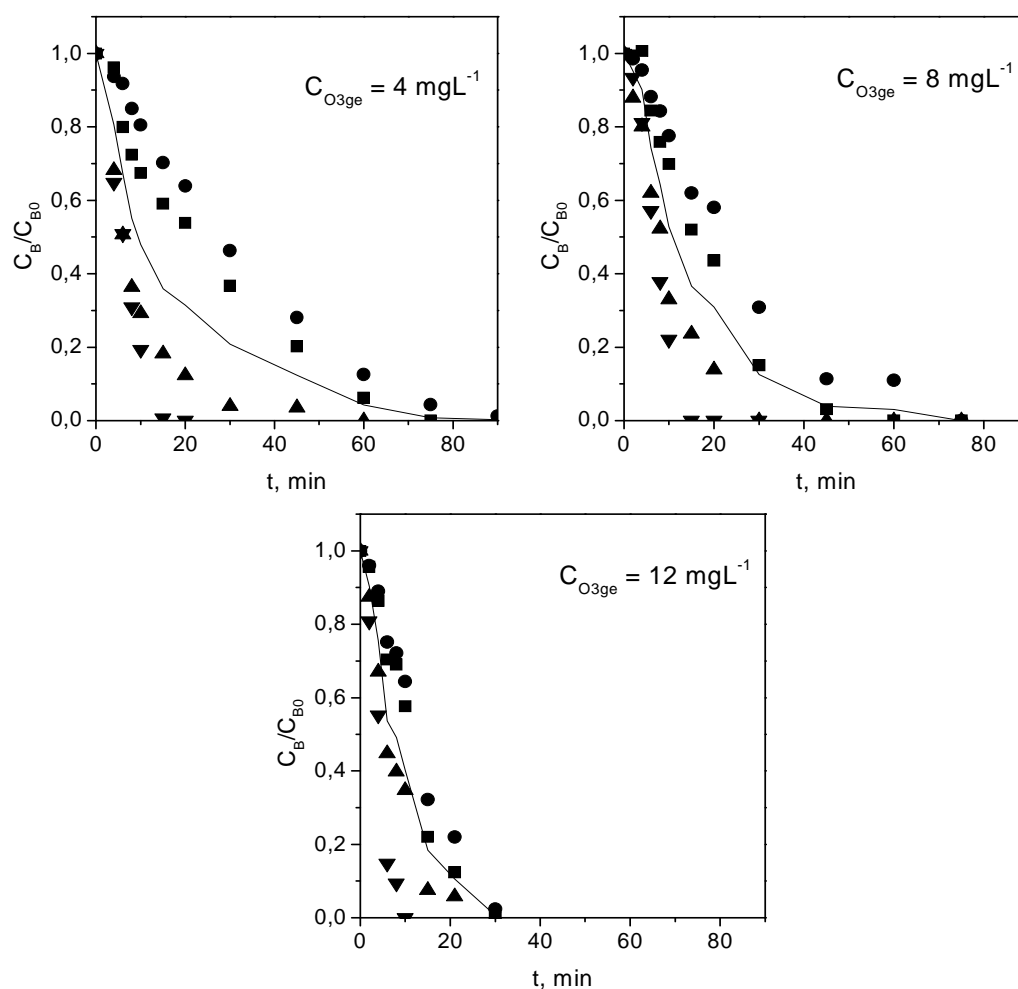 C_O3ge = 4 mgL^-1
1,0
0,8
0,6
0,4
0,2
0,0
C_B/C_B0
0 20 40 60 80
t, min
C_O3ge = 8 mgL^-1
1,0
0,8
0,6
0,4
0,2
0,0
C_B/C_B0
0 20 40 60 80
t, min
C_O3ge = 12 mgL^-1
1,0
0,8
0,6
0,4
0,2
0,0
C_B/C_B0
0 20 40 60 80
t, min